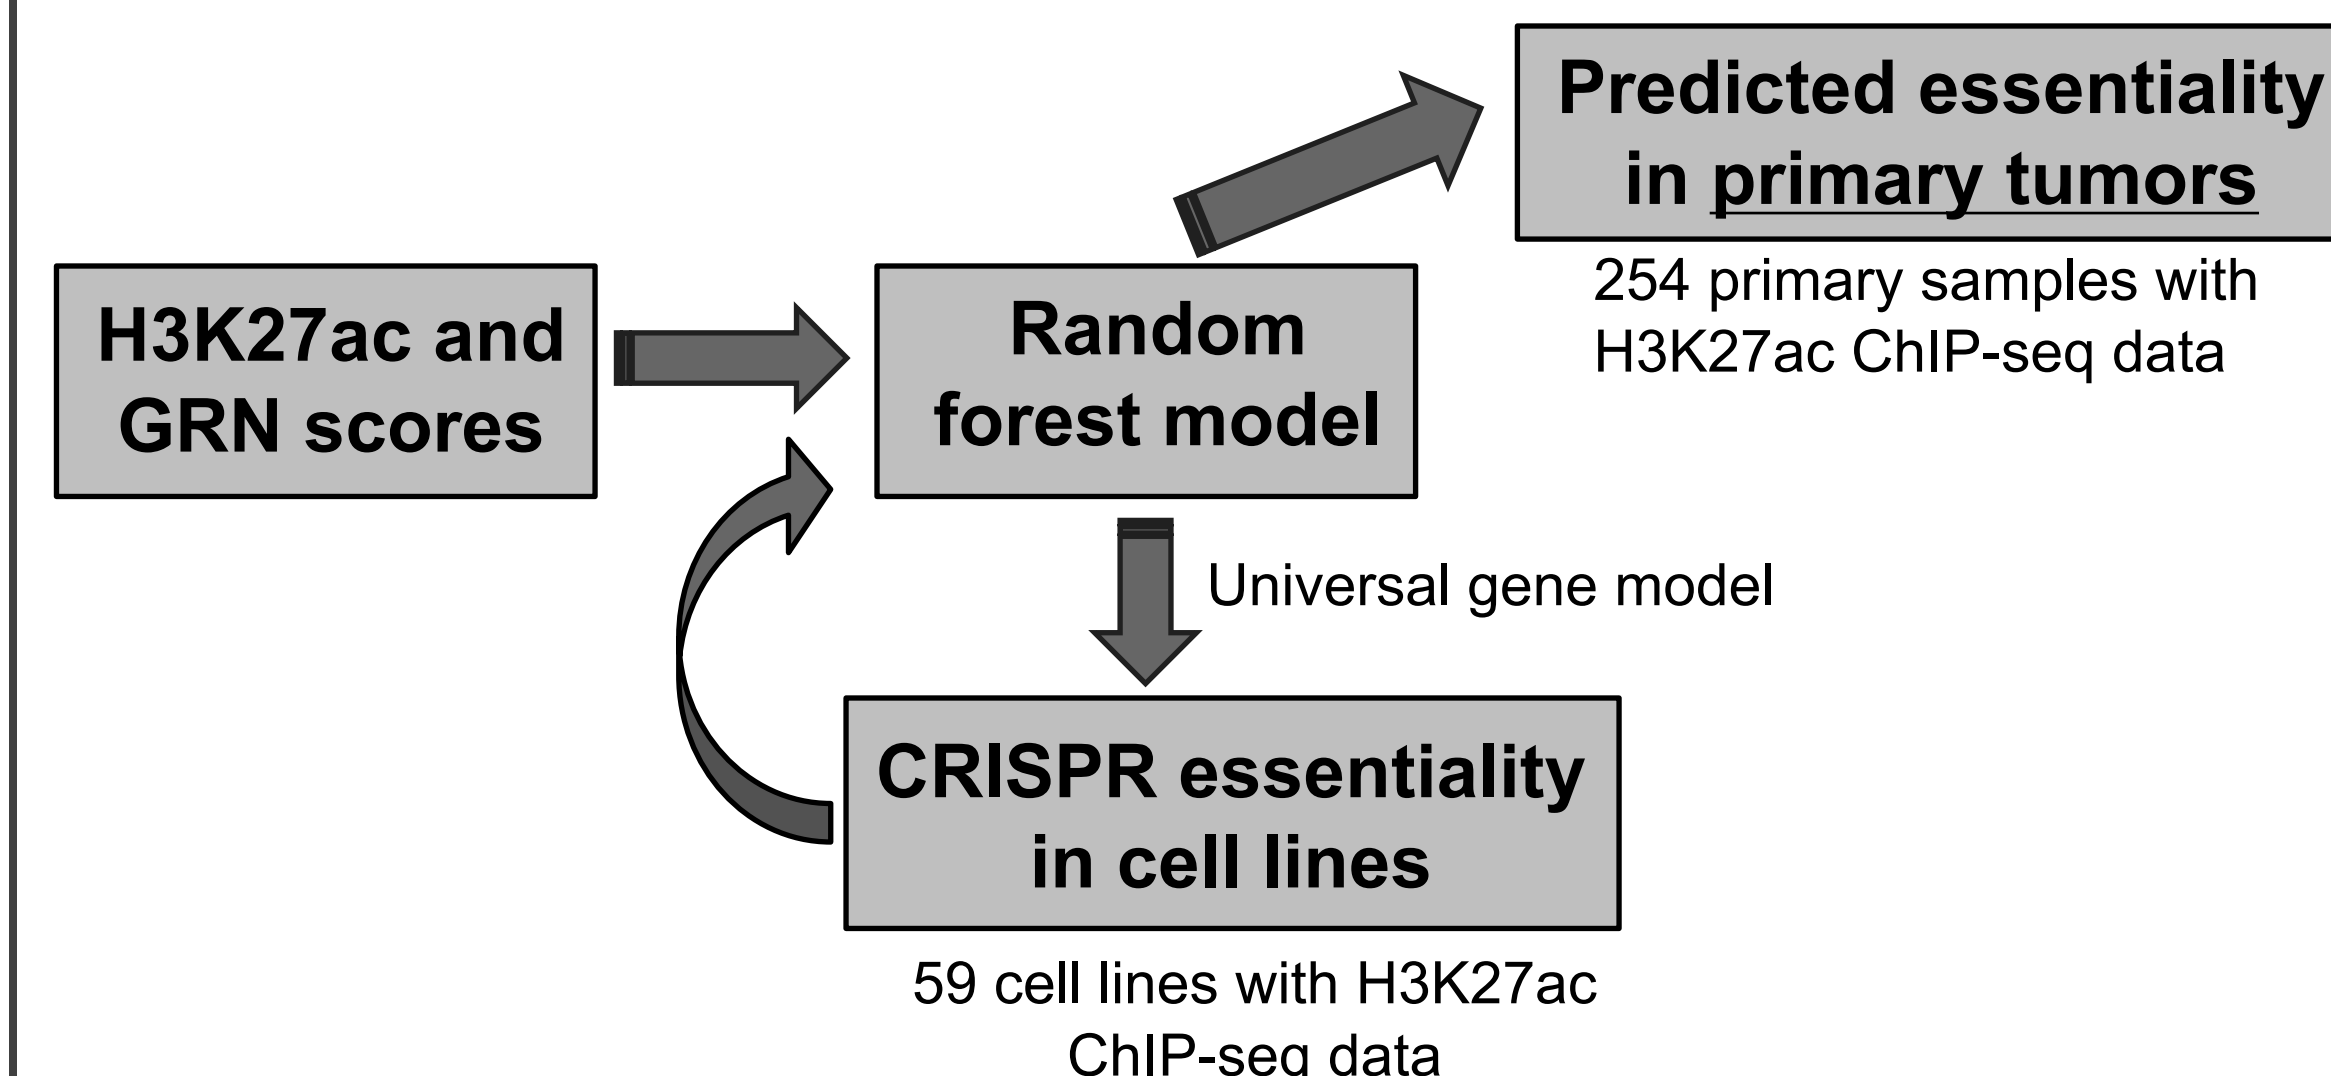 Predicted essentiality
in primary tumors
254 primary samples with
H3K27ac ChIP-seq data
H3K27ac and
GRN scores
Random
forest model
Universal gene model
CRISPR essentiality
in cell lines
59 cell lines with H3K27ac
ChIP-seq data